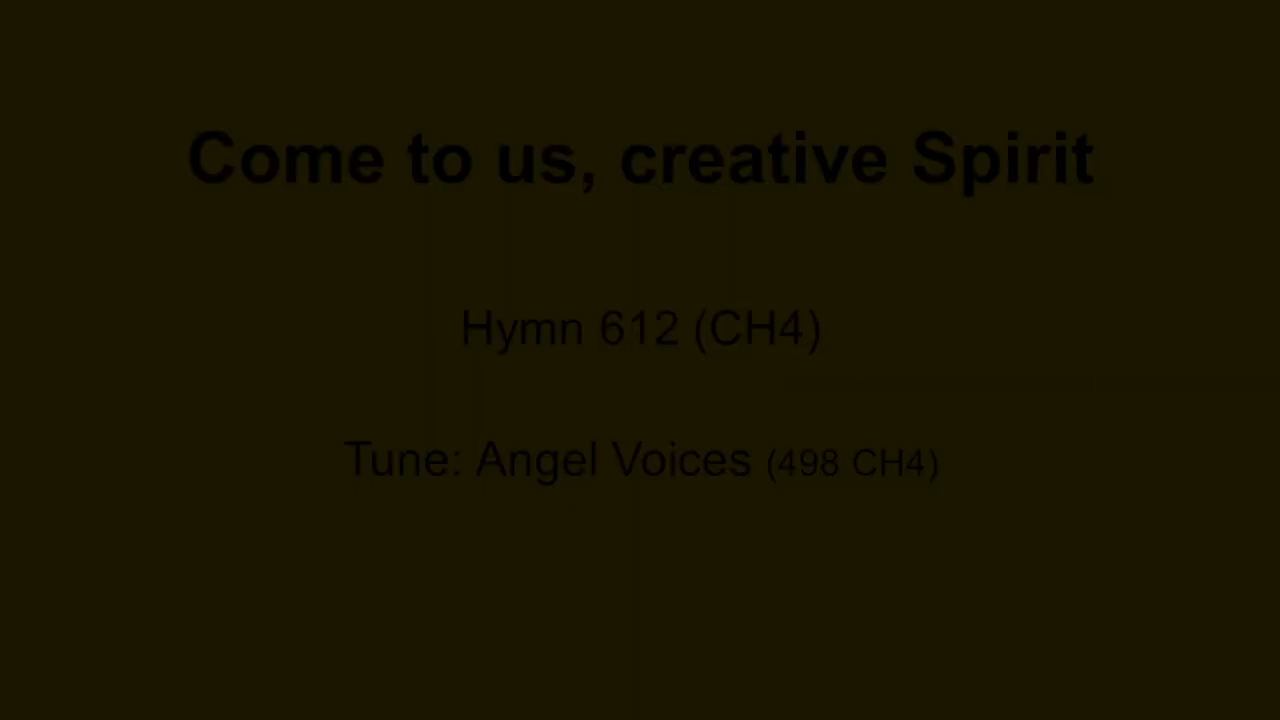 Come to us, creative Spirit
Hymn 612 (CH4)
Tune: Angel Voices (498 CH4)